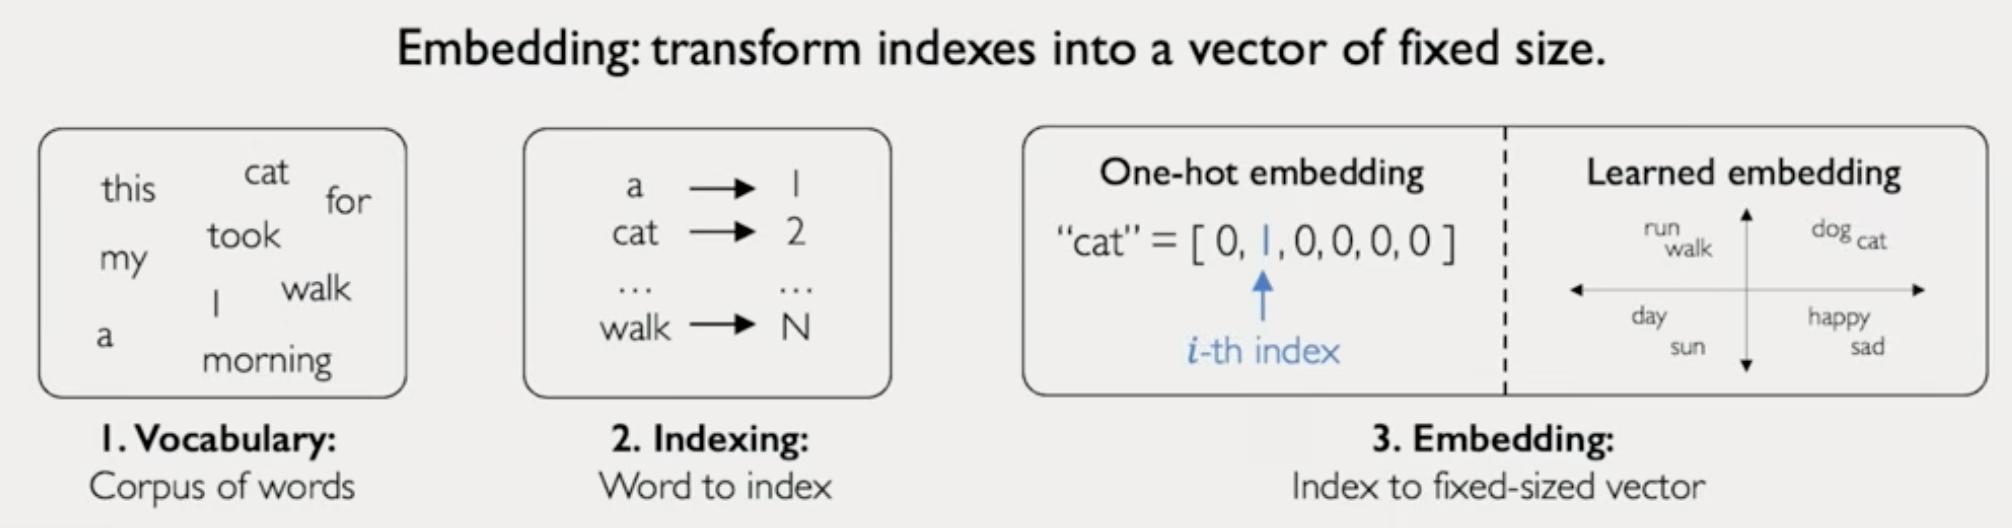 Embedding: transform indexes into a vector of fixed size.
this
cat
for
my
took
I
walk
a
morning
1. Vocabulary:
Corpus of words
a → 1
cat → 2
... ...
walk → N
2. Indexing:
Word to index
One-hot embedding
“cat” = [ 0, 1, 0, 0, 0, 0 ]
i-th index
Learned embedding
run
walk
dog
cat
day
sun
happy
sad
3. Embedding:
Index to fixed-sized vector